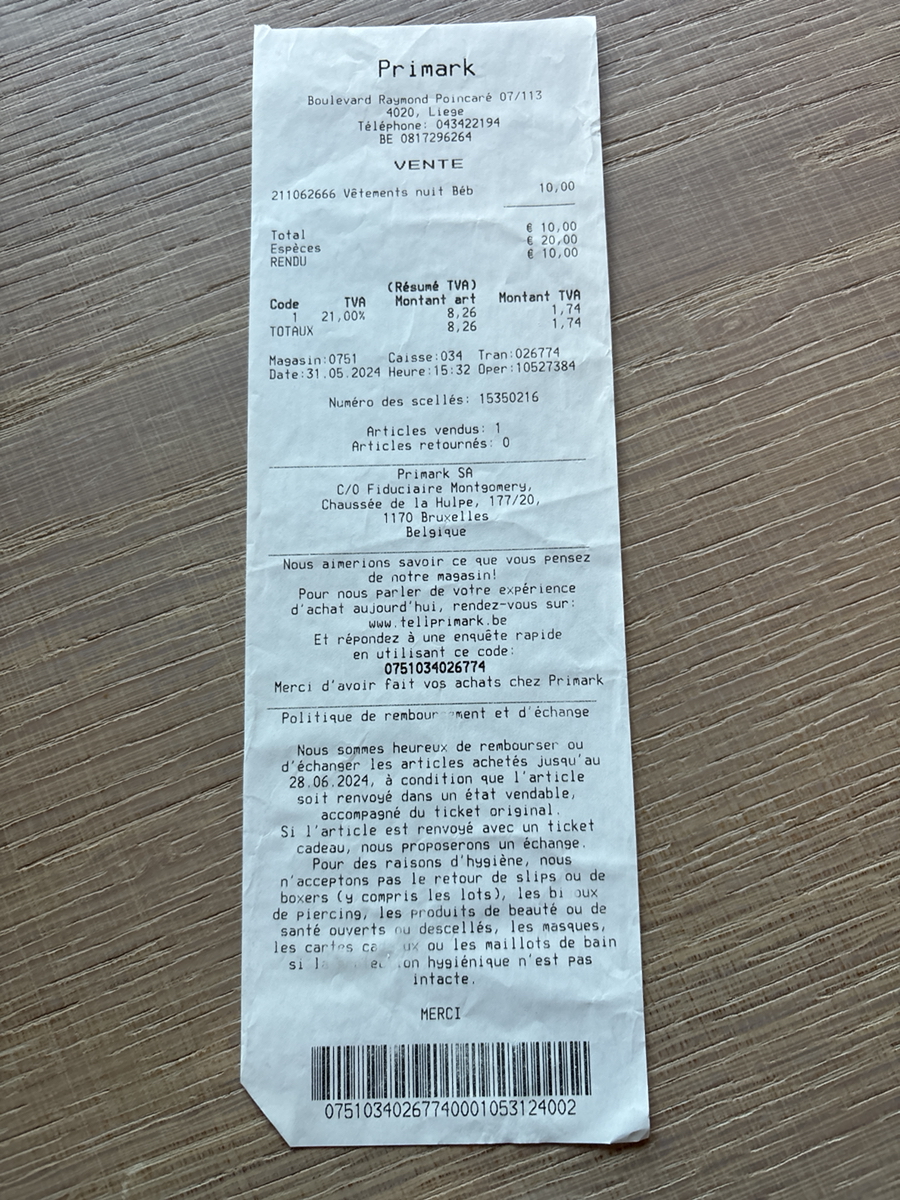 Primark
Boulevard Raymond Poincaré 07/113
4020, Liege
Téléphone: 043422194
BE 0817296264
VENTE
211062666 Vêtements nuit Béb 10,00
Total € 10,00
Espèces € 20,00
RENDU € 10,00
(Résumé TVA)
Code TVA Montant art Montant TVA
1 21,00% 8,26 1,74
TOTAUX 8,26 1,74
Magasin:0751 Caisse:034 Tran:026774
Date:31.05.2024 Heure:15:32 Oper:10527384
Numéro des scellés: 15350216
Articles vendus: 1
Articles retournés: 0
Primark SA
C/O Fiduciaire Montgomery,
Chaussée de la Hulpe, 177/20,
1170 Bruxelles
Belgique
Nous aimerions savoir ce que vous pensez
de notre magasin!
Pour nous parler de votre expérience
d'achat aujourd'hui, rendez-vous sur:
www.tellprimark.be
Et répondez à une enquête rapide
en utilisant ce code:
0751034026774
Merci d'avoir fait vos achats chez Primark
Politique de et d'échange
Nous sommes heureux de rembourser ou
d'échanger les articles achetés jusqu'au
28.06.2024, à condition que l'article
soit renvoyé dans un état vendable,
accompagné du ticket original.
Si l'article est renvoyé avec un ticket
cadeau, nous proposerons un échange.
Pour des raisons d'hygiène, nous
n'acceptons pas le retour de slips ou de
boxers (y compris les lots), les
de piercing, les produits de beauté ou de
santé ouverts ou descellés, les masques,
les cartes ou les maillots de bain
si hygiénique n'est pas
intacte.
MERCI
07510340267740001053124002